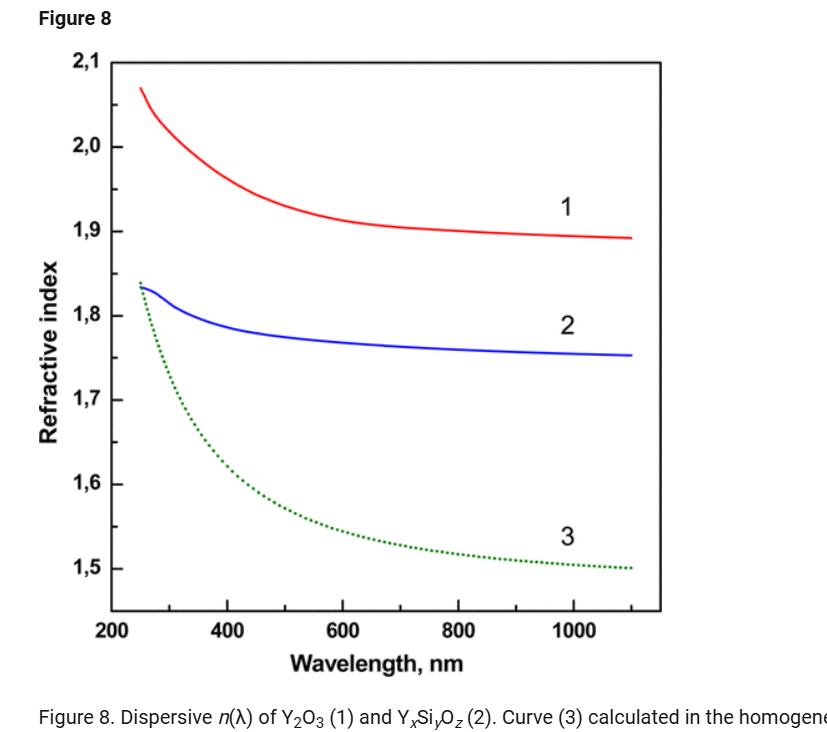 Figure 8
2,1
2,0
1
1,9
1,8
2
1,7
1,6
3
1,5
Refractive index
200 400 600 800 1000
Wavelength, nm
Figure 8. Dispersive n(λ) of Y₂O₃ (1) and YₓSiᵧO₂ (2). Curve (3) calculated in the